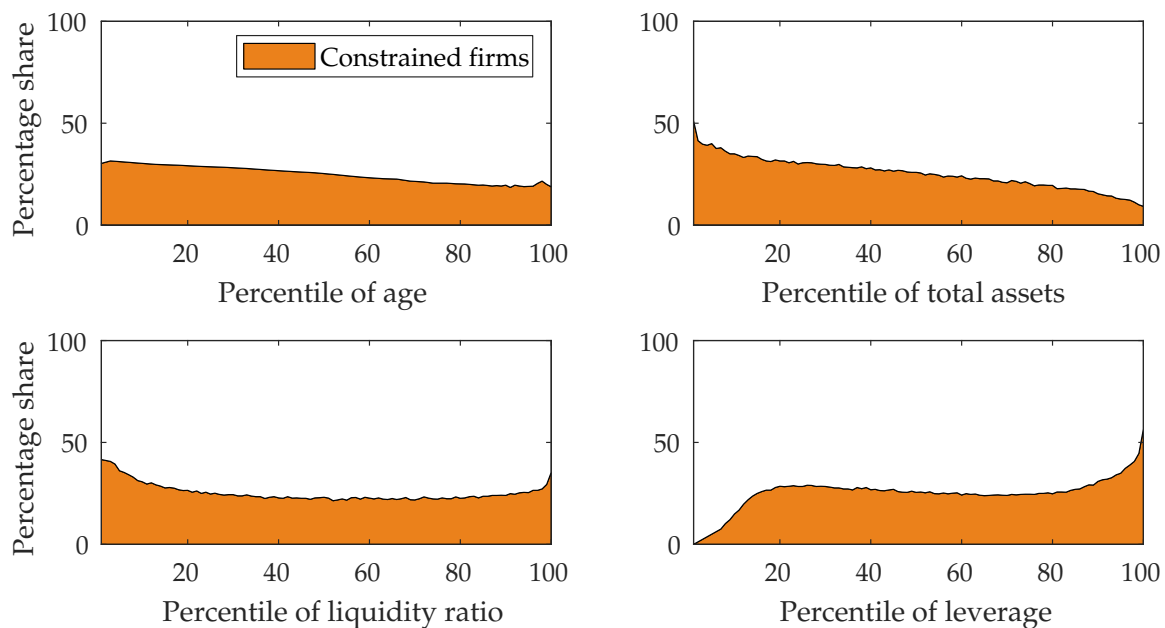 100
50
0
Percentage share
Constrained firms
20 40 60 80 100
Percentile of age
100
50
0
20 40 60 80 100
Percentile of total assets
100
50
0
Percentage share
20 40 60 80 100
Percentile of liquidity ratio
100
50
0
20 40 60 80 100
Percentile of leverage